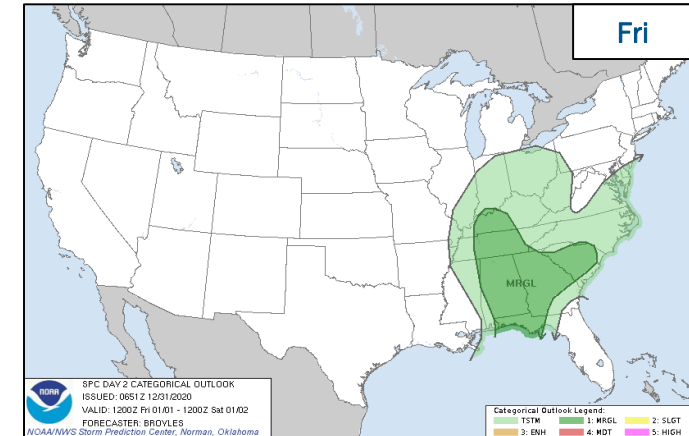 Fri
MRGL
NOAA
SPC DAY 2 CATEGORICAL OUTLOOK
ISSUED: 0651Z 12/31/2020
VALID: 1200Z Fri 01/01 - 1200Z Sat 01/02
FORECASTER: BROYLES
NOAA/NWS Storm Prediction Center, Norman, Oklahoma
Categorical Outlook Legend:
TSTM 1: MRGL 2: SLGT
3: ENH 4: MDT 5: HIGH